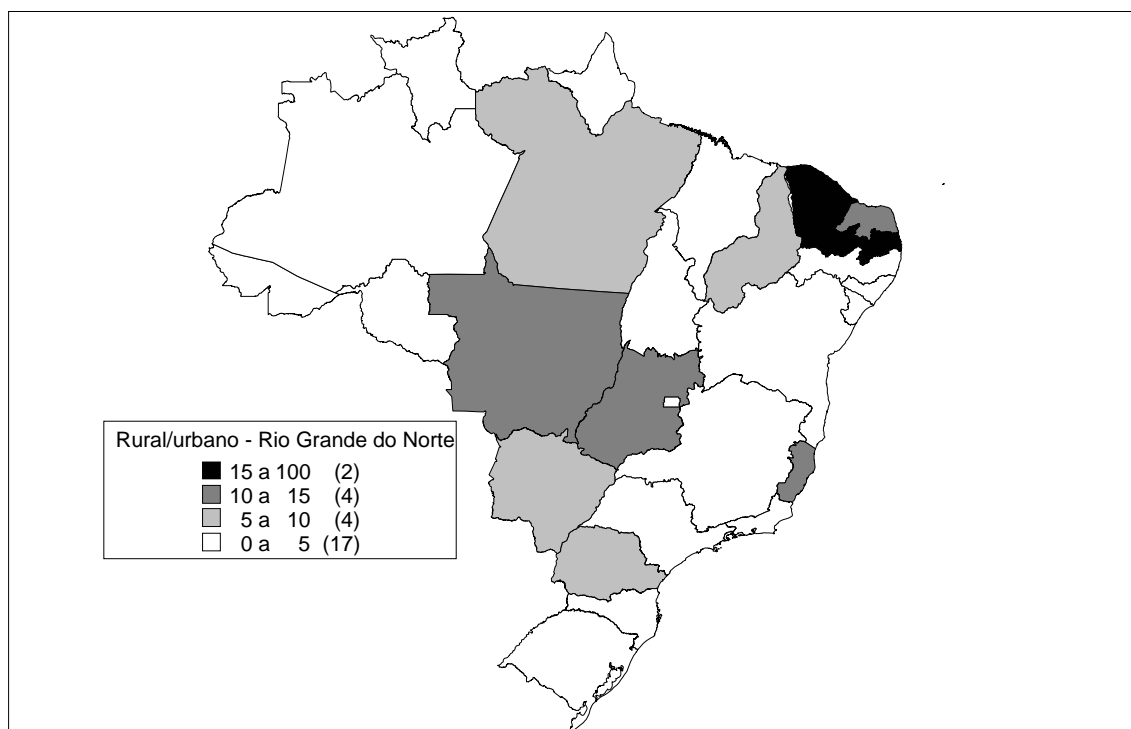 Rural/urbano - Rio Grande do Norte
15 a 100 (2)
10 a 15 (4)
5 a 10 (4)
0 a 5 (17)